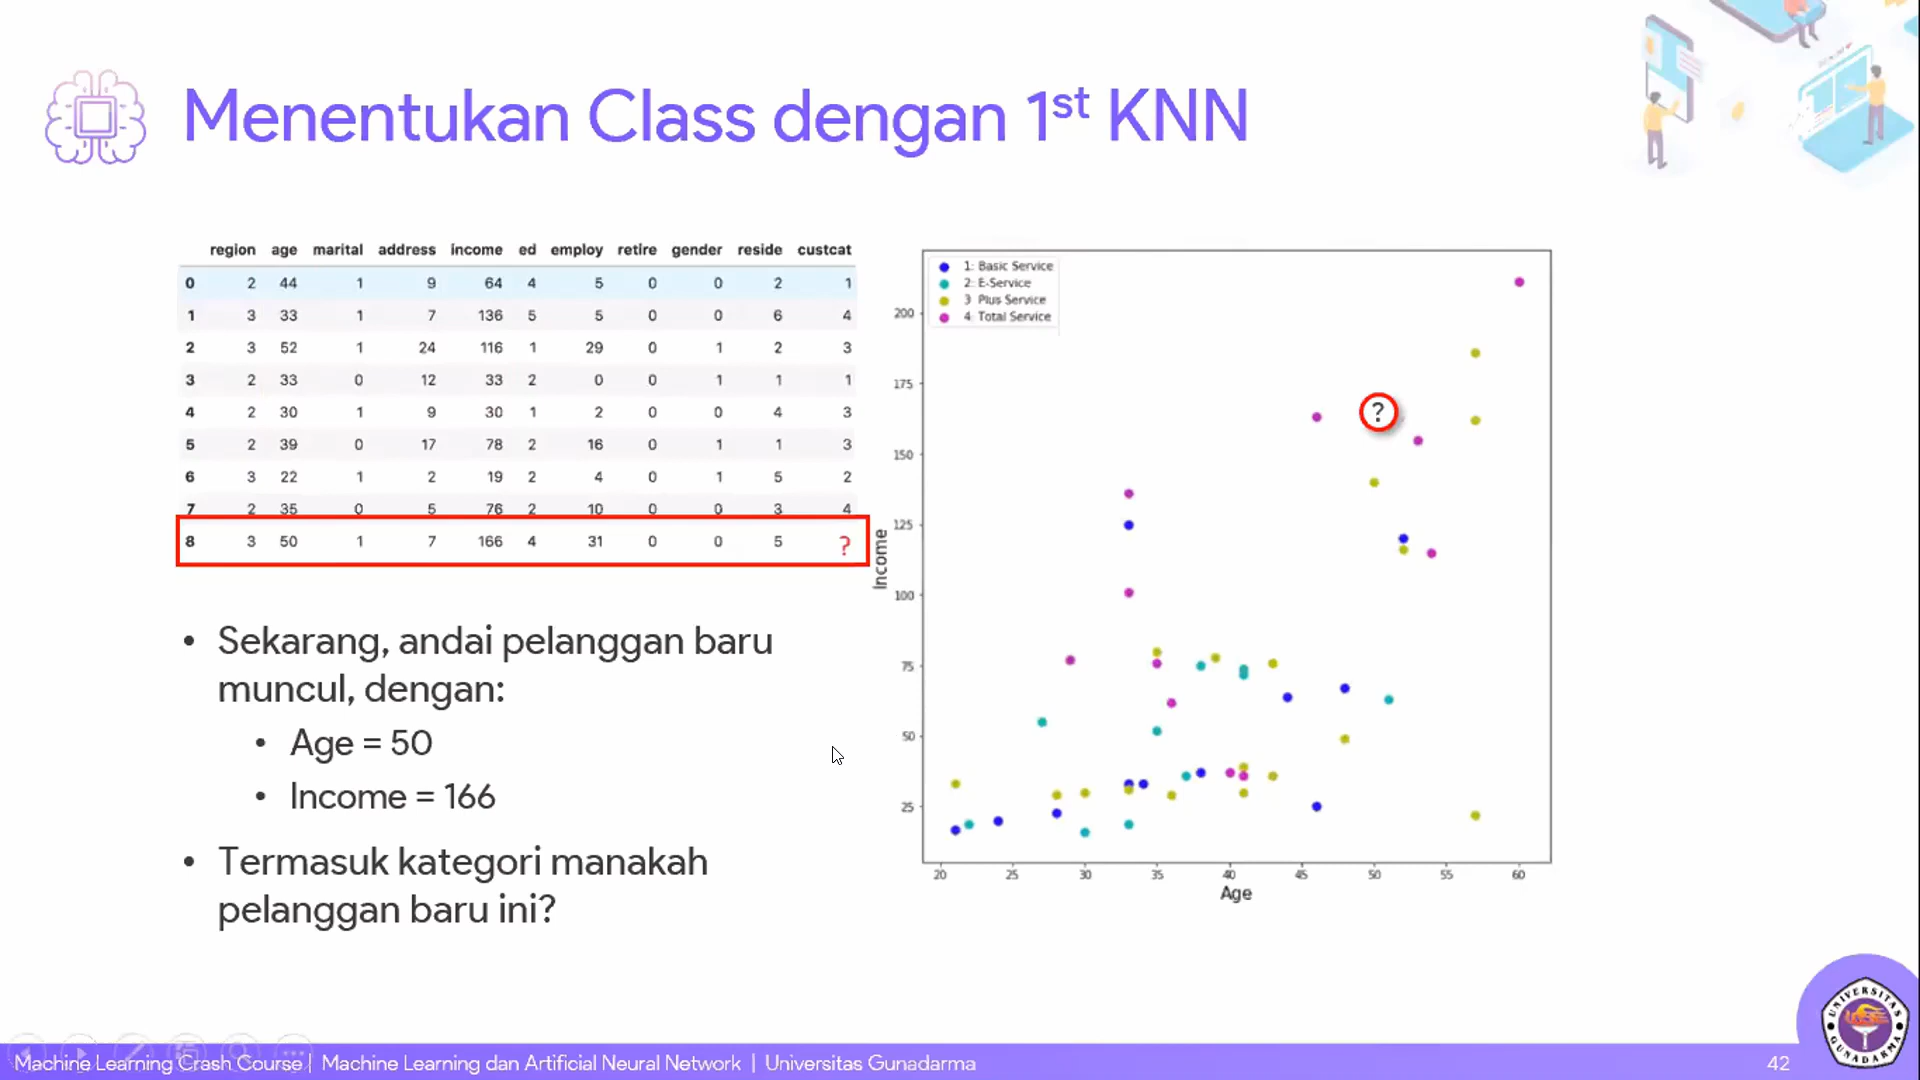 Menentukan Class dengan 1st KNN
region age marital address income ed employ retire gender reside custcat
0 2 44 1 9 64 4 5 0 0 2 1
1 3 33 1 7 136 5 5 0 0 6 4
2 3 52 1 24 116 1 29 0 1 2 3
3 2 33 0 12 33 2 0 0 1 1 1
4 2 30 1 9 30 1 2 0 0 4 3
5 2 39 0 17 78 2 16 0 1 1 3
6 3 22 1 2 19 2 4 0 1 5 2
7 2 35 0 5 76 2 10 0 0 3 4
8 3 50 1 7 166 4 31 0 0 5 ?
• Sekarang, andai pelanggan baru
muncul, dengan:
• Age = 50
• Income = 166
• Termasuk kategori manakah
pelanggan baru ini?
1: Basic Service
2: E-Service
3 Plus Service
4: Total Service
?
200
175
150
125
100
75
50
25
Income
20 25 30 35 40 45 50 55 60
Age
Machine Learning Crash Course | Machine Learning dan Artificial Neural Network | Universitas Gunadarma
42
UNIVERSITAS
GUNADARMA